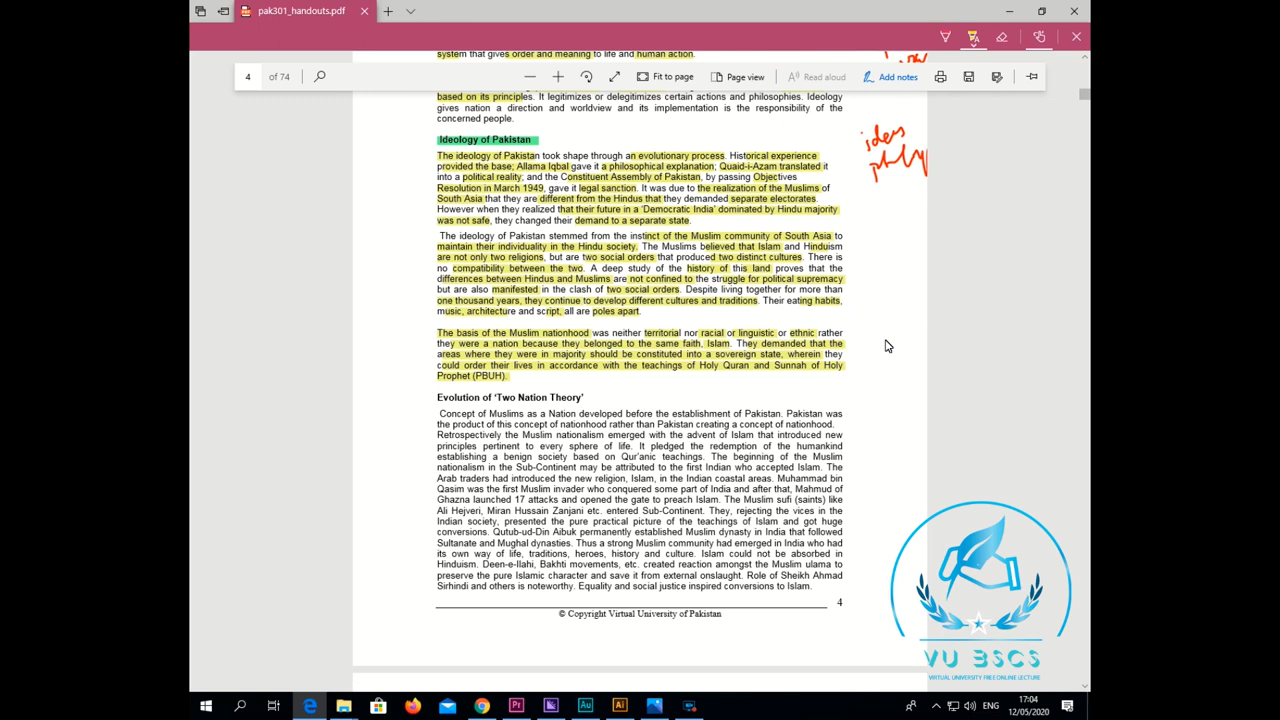 pak301_handouts.pdf
4 of 74
Fit to page
Page view
Read aloud
Add notes
system that gives order and meaning to life and human action.
based on its principles. It legitimizes or delegitimizes certain actions and philosophies. Ideology
gives nation a direction and worldview and its implementation is the responsibility of the
concerned people.
Ideology of Pakistan
The ideology of Pakistan took shape through an evolutionary process. Historical experience
provided the base; Allama Iqbal gave it a philosophical explanation; Quaid-i-Azam translated it
into a political reality; and the Constituent Assembly of Pakistan, by passing Objectives
Resolution in March 1949, gave it legal sanction. It was due to the realization of the Muslims of
South Asia that they are different from the Hindus that they demanded separate electorates.
However when they realized that their future in a 'Democratic India' dominated by Hindu majority
was not safe, they changed their demand to a separate state.
The ideology of Pakistan stemmed from the instinct of the Muslim community of South Asia to
maintain their individuality in the Hindu society. The Muslims believed that Islam and Hinduism
are not only two religions, but are two social orders that produced two distinct cultures. There is
no compatibility between the two. A deep study of the history of this land proves that the
differences between Hindus and Muslims are not confined to the struggle for political supremacy
but are also manifested in the clash of two social orders. Despite living together for more than
one thousand years, they continue to develop different cultures and traditions. Their eating habits,
music, architecture and script, all are poles apart.
The basis of the Muslim nationhood was neither territorial nor racial or linguistic or ethnic rather
they were a nation because they belonged to the same faith, Islam. They demanded that the
areas where they were in majority should be constituted into a sovereign state, wherein they
could order their lives in accordance with the teachings of Holy Quran and Sunnah of Holy
Prophet (PBUH).
Evolution of 'Two Nation Theory'
Concept of Muslims as a Nation developed before the establishment of Pakistan. Pakistan was
the product of this concept of nationhood rather than Pakistan creating a concept of nationhood.
Retrospectively the Muslim nationalism emerged with the advent of Islam that introduced new
principles pertinent to every sphere of life. It pledged the redemption of the humankind
establishing a benign society based on Qur'anic teachings. The beginning of the Muslim
nationalism in the Sub-Continent may be attributed to the first Indian who accepted Islam. The
Arab traders had introduced the new religion, Islam, in the Indian coastal areas. Muhammad bin
Qasim was the first Muslim invader who conquered some part of India and after that, Mahmud of
Ghazna launched 17 attacks and opened the gate to preach Islam. The Muslim sufi (saints) like
Ali Hejveri, Miran Hussain Zanjani etc. entered Sub-Continent. They, rejecting the vices in the
Indian society, presented the pure practical picture of the teachings of Islam and got huge
conversions. Qutub-ud-Din Aibuk permanently established Muslim dynasty in India that followed
Sultanate and Mughal dynasties. Thus a strong Muslim community had emerged in India who had
its own way of life, traditions, heroes, history and culture. Islam could not be absorbed in
Hinduism. Deen-e-Ilahi, Bakhti movements, etc. created reaction amongst the Muslim ulama to
preserve the pure Islamic character and save it from external onslaught. Role of Sheikh Ahmad
Sirhindi and others is noteworthy. Equality and social justice inspired conversions to Islam.
4
© Copyright Virtual University of Pakistan
VU BSCS
VIRTUAL UNIVERSITY FREE ONLINE LECTURE
ENG
17:04
12/05/2020